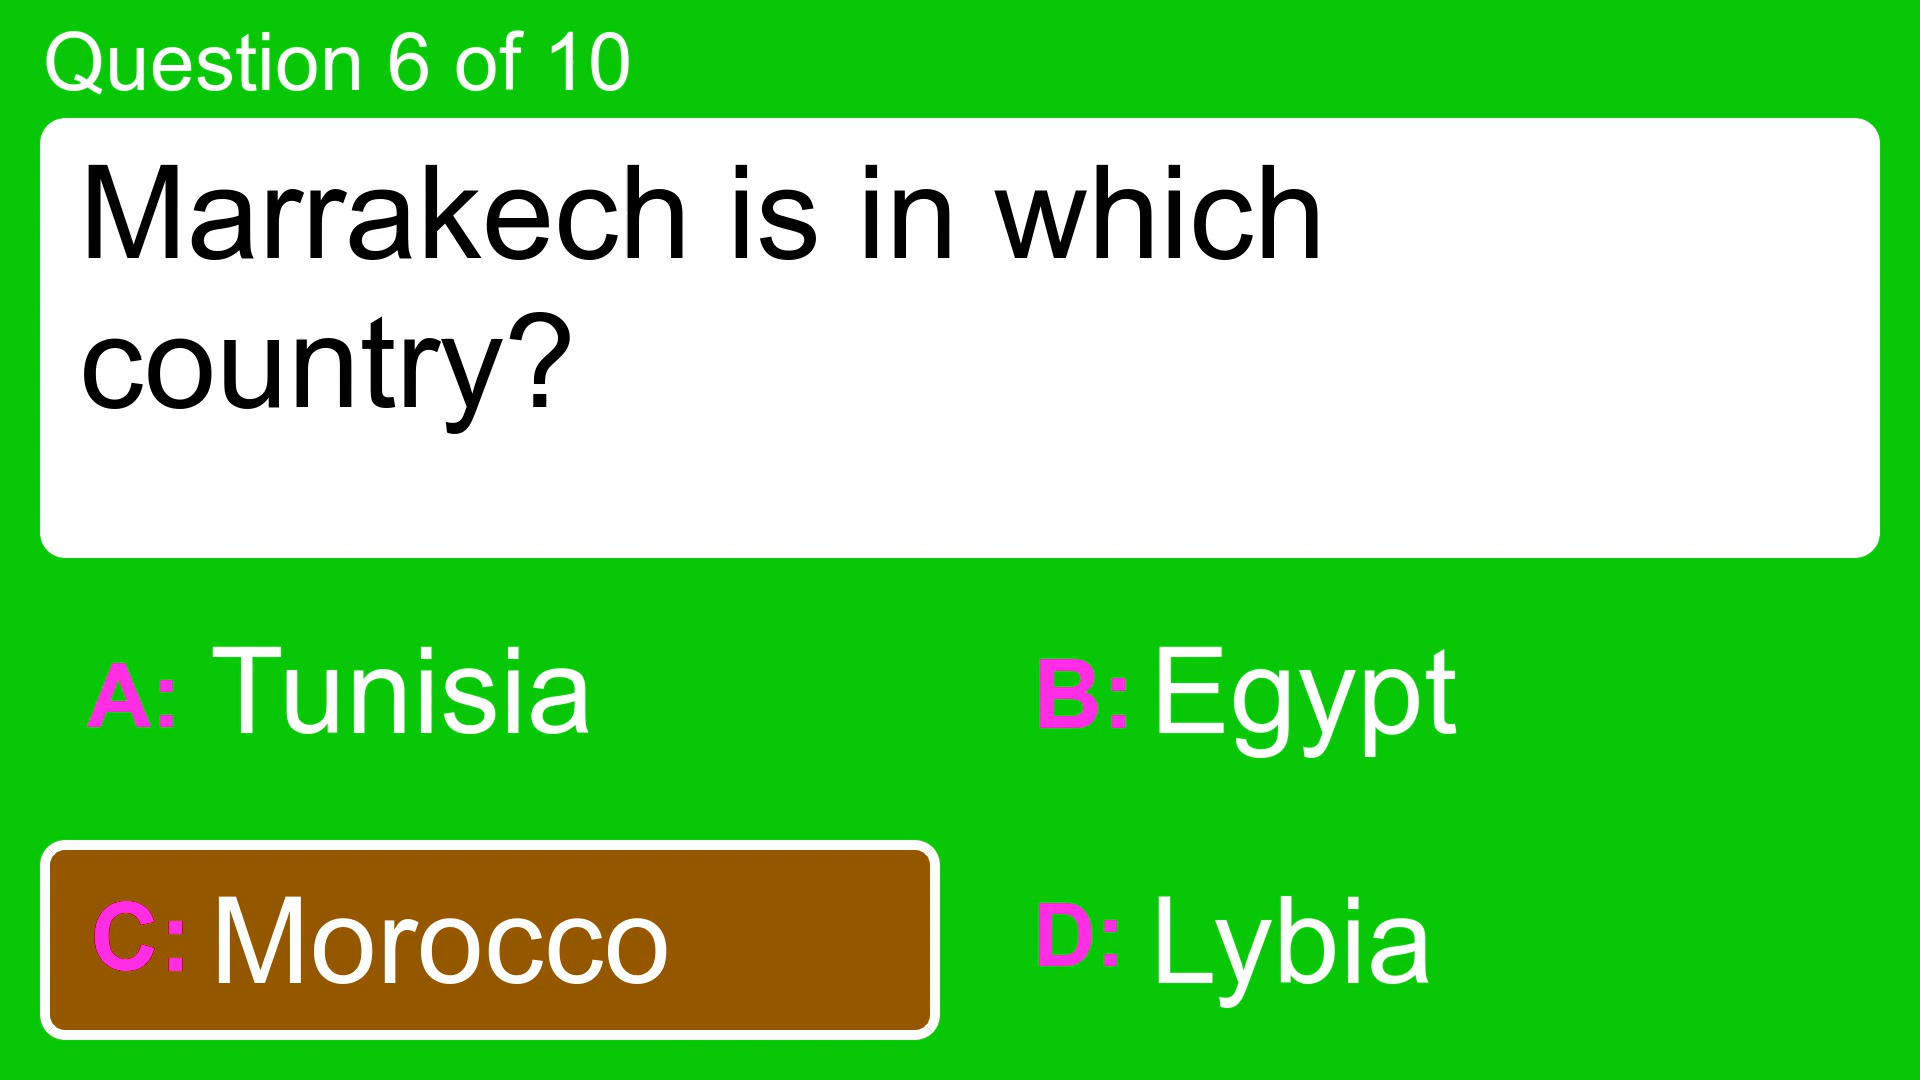 Question 6 of 10
Marrakech is in which
country?
A: Tunisia
B: Egypt
C: Morocco
D: Lybia